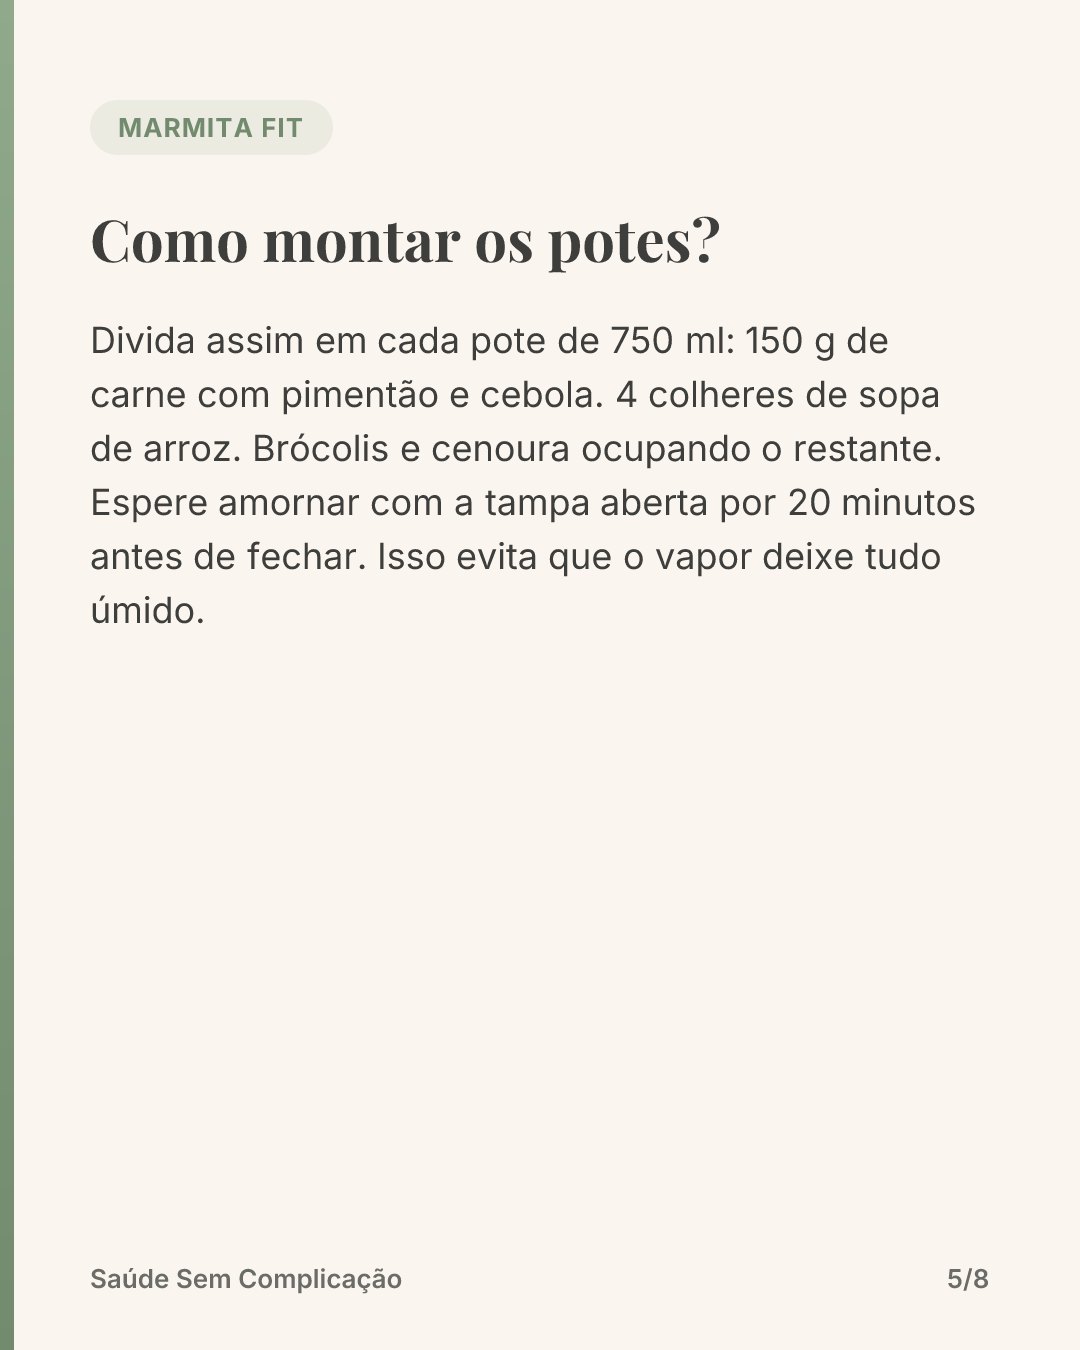 MARMITA FIT
Como montar os potes?
Divida assim em cada pote de 750 ml: 150 g de
carne com pimentão e cebola. 4 colheres de sopa
de arroz. Brócolis e cenoura ocupando o restante.
Espere amornar com a tampa aberta por 20 minutos
antes de fechar. Isso evita que o vapor deixe tudo
úmido.
Saúde Sem Complicação
5/8